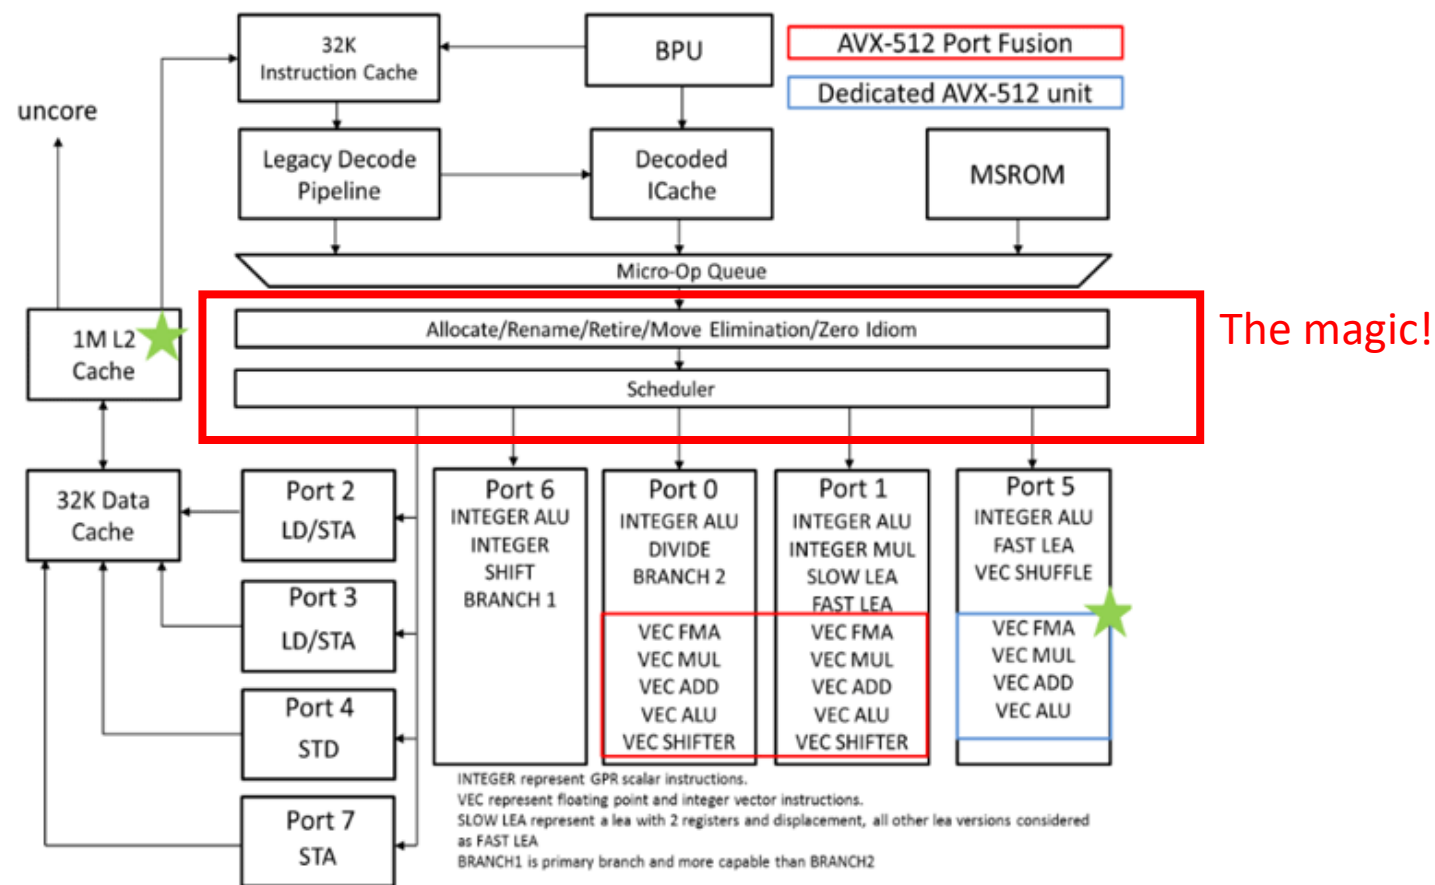 32K
Instruction Cache
BPU
AVX-512 Port Fusion
Dedicated AVX-512 unit
uncore
Legacy Decode
Pipeline
Decoded
ICache
MSROM
Micro-Op Queue
1M L2
Cache
Allocate/Rename/Retire/Move Elimination/Zero Idiom
The magic!
Scheduler
32K Data
Cache
Port 2
LD/STA
Port 3
LD/STA
Port 4
STD
Port 7
STA
Port 6
INTEGER ALU
INTEGER
SHIFT
BRANCH 1
Port 0
INTEGER ALU
DIVIDE
BRANCH 2
VEC FMA
VEC MUL
VEC ADD
VEC ALU
VEC SHIFTER
Port 1
INTEGER ALU
INTEGER MUL
SLOW LEA
FAST LEA
VEC FMA
VEC MUL
VEC ADD
VEC ALU
VEC SHIFTER
Port 5
INTEGER ALU
FAST LEA
VEC SHUFFLE
VEC FMA
VEC MUL
VEC ADD
VEC ALU
INTEGER represent GPR scalar instructions.
VEC represent floating point and integer vector instructions.
SLOW LEA represent a lea with 2 registers and displacement, all other lea versions considered
as FAST LEA
BRANCH1 is primary branch and more capable than BRANCH2